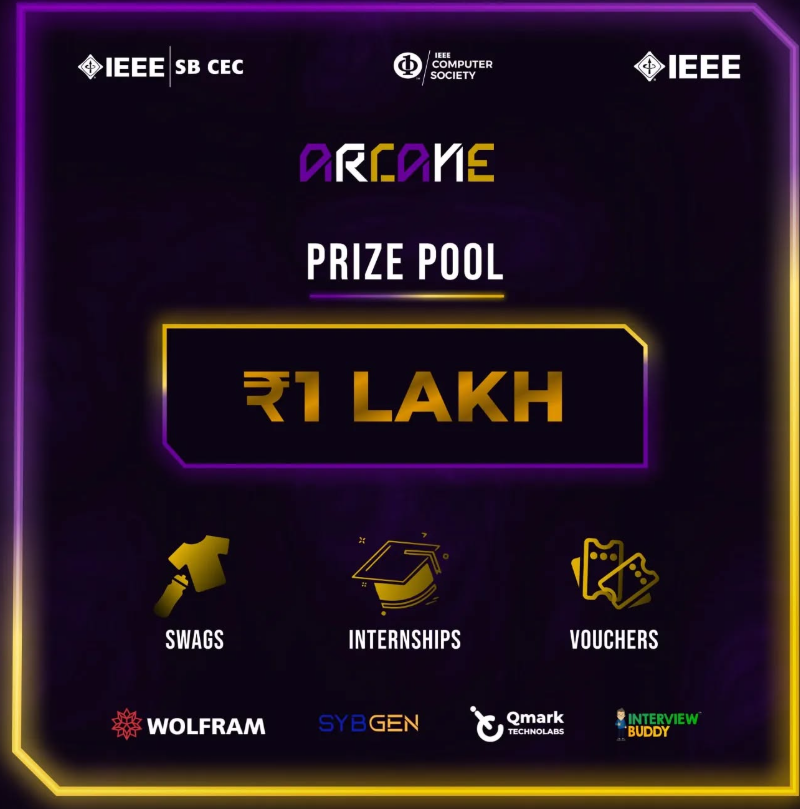 IEEE SB CEC
IEEE
COMPUTER
SOCIETY
IEEE
ARCANE
PRIZE POOL
₹1 LAKH
SWAGS
INTERNSHIPS
VOUCHERS
WOLFRAM
SYBGEN
Qmark
TECHNOLABS
INTERVIEW
BUDDY